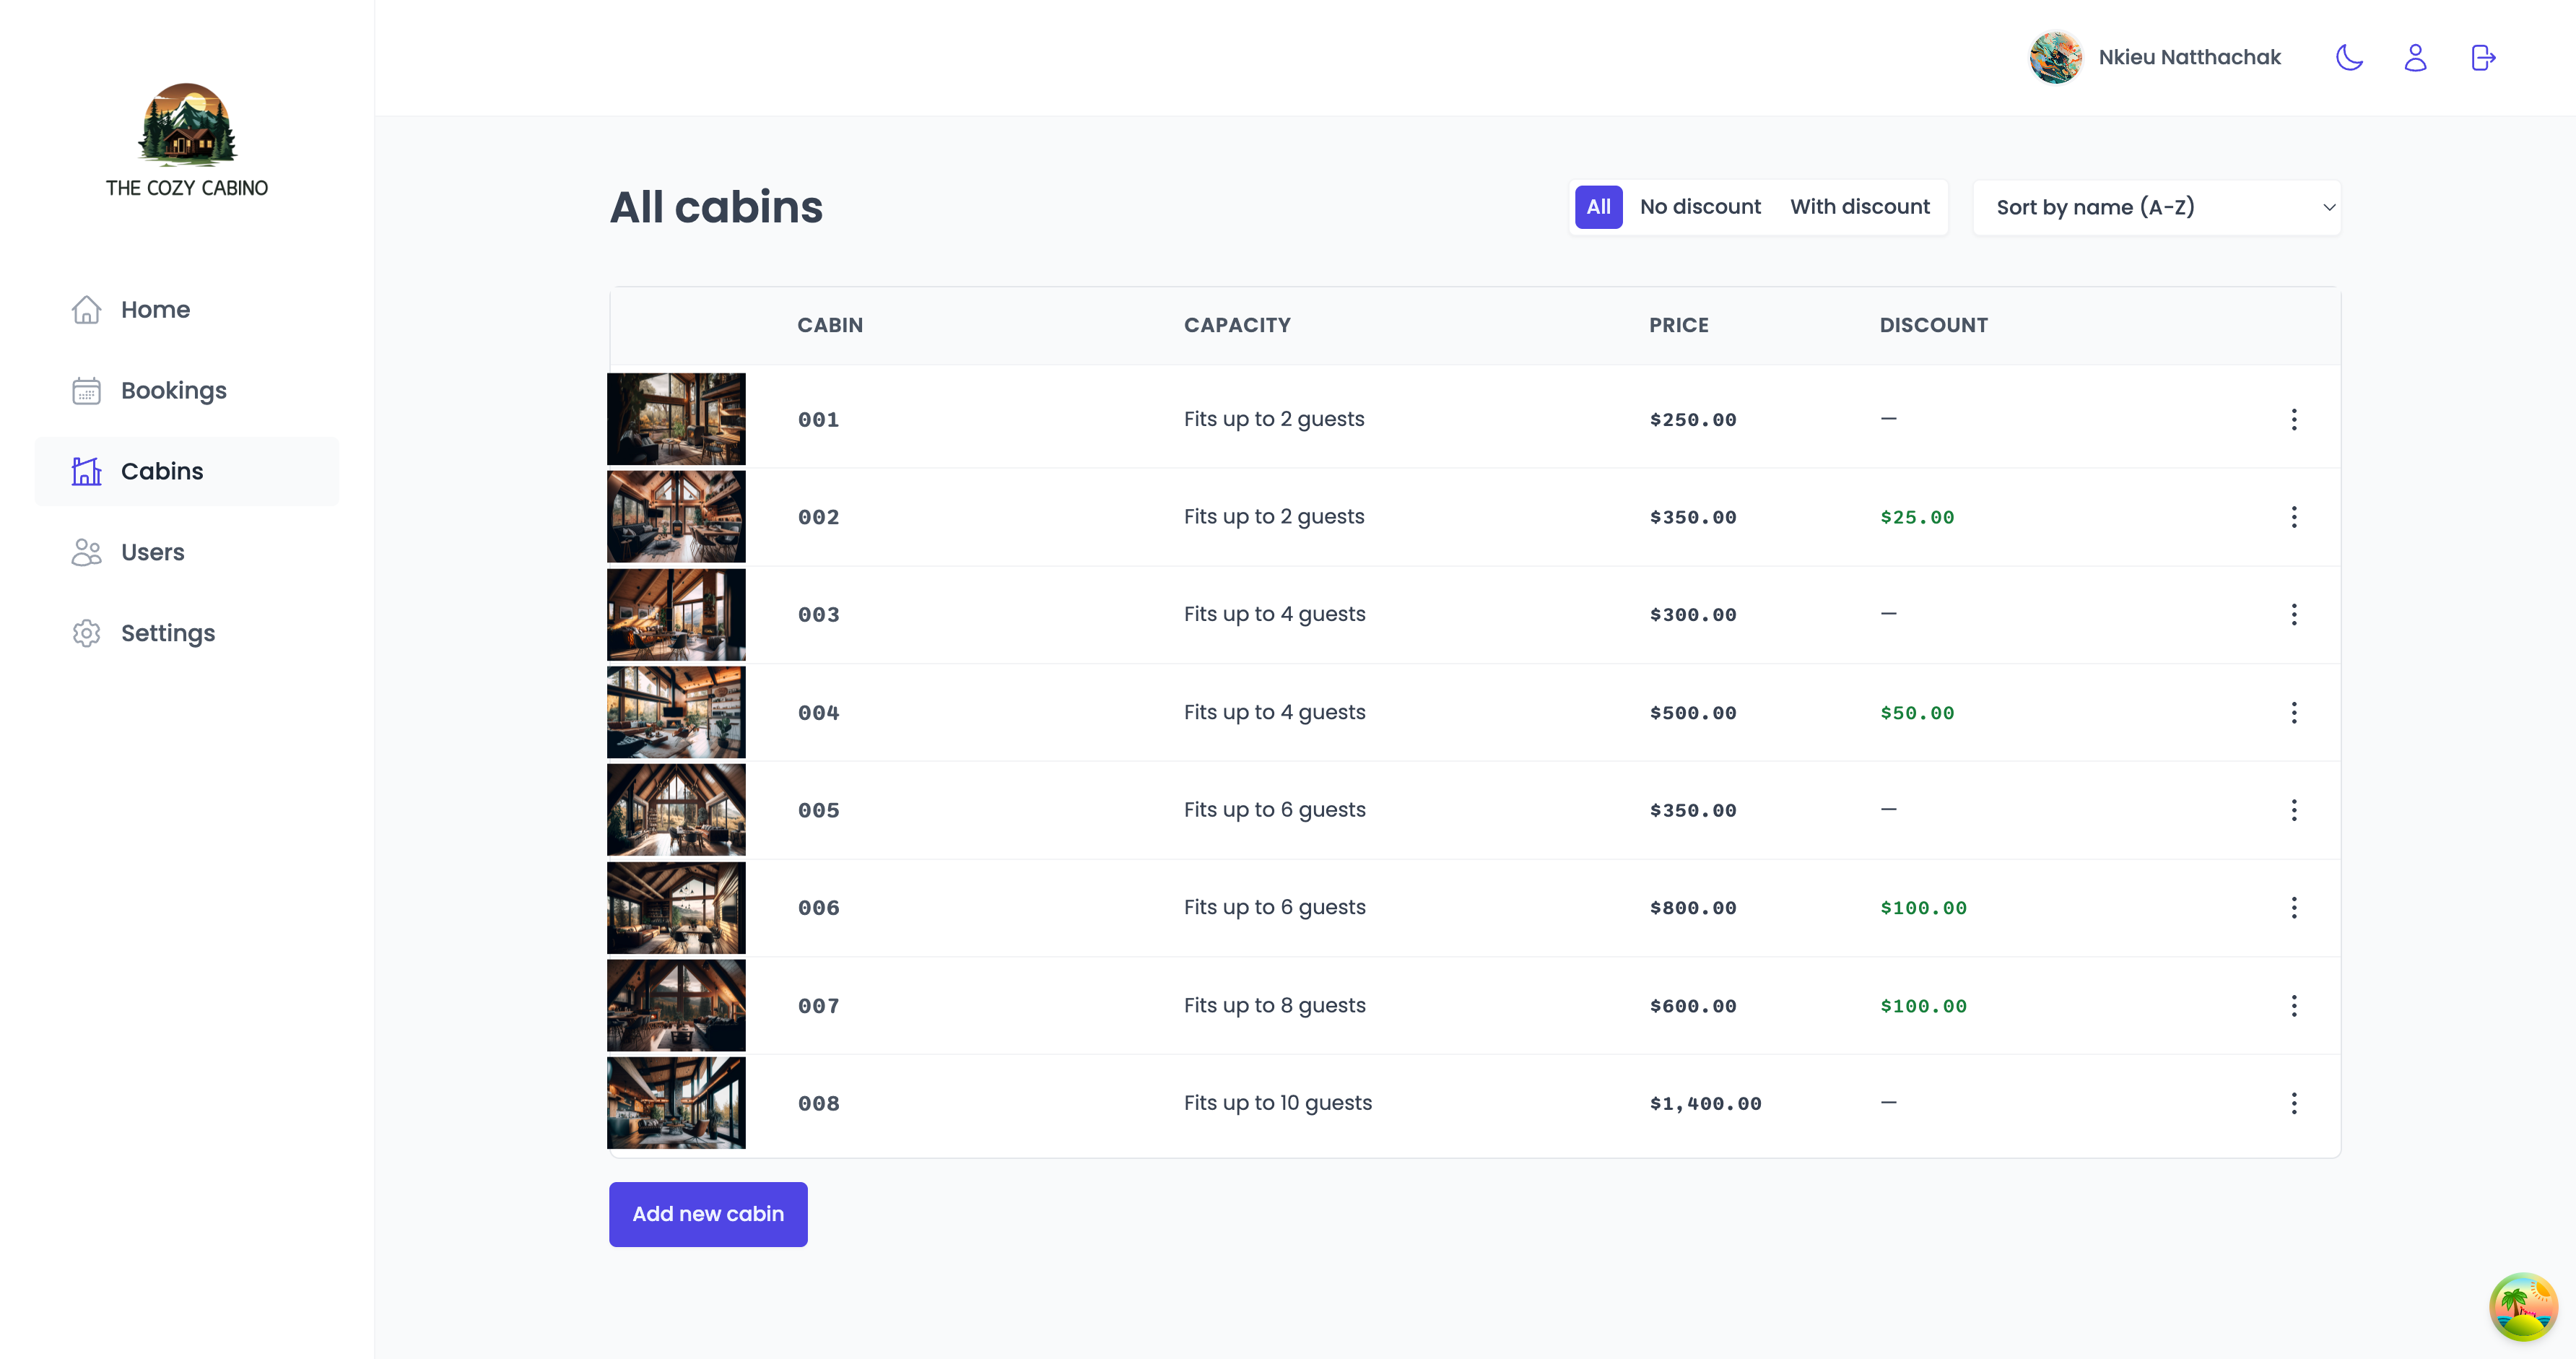 THE COZY CABINO
Nkieu Natthachak
Home
Bookings
Cabins
Users
Settings
All cabins
All No discount With discount Sort by name (A-Z)
CABIN CAPACITY PRICE DISCOUNT
001 Fits up to 2 guests $250.00 —
002 Fits up to 2 guests $350.00 $25.00
003 Fits up to 4 guests $300.00 —
004 Fits up to 4 guests $500.00 $50.00
005 Fits up to 6 guests $350.00 —
006 Fits up to 6 guests $800.00 $100.00
007 Fits up to 8 guests $600.00 $100.00
008 Fits up to 10 guests $1,400.00 —
Add new cabin